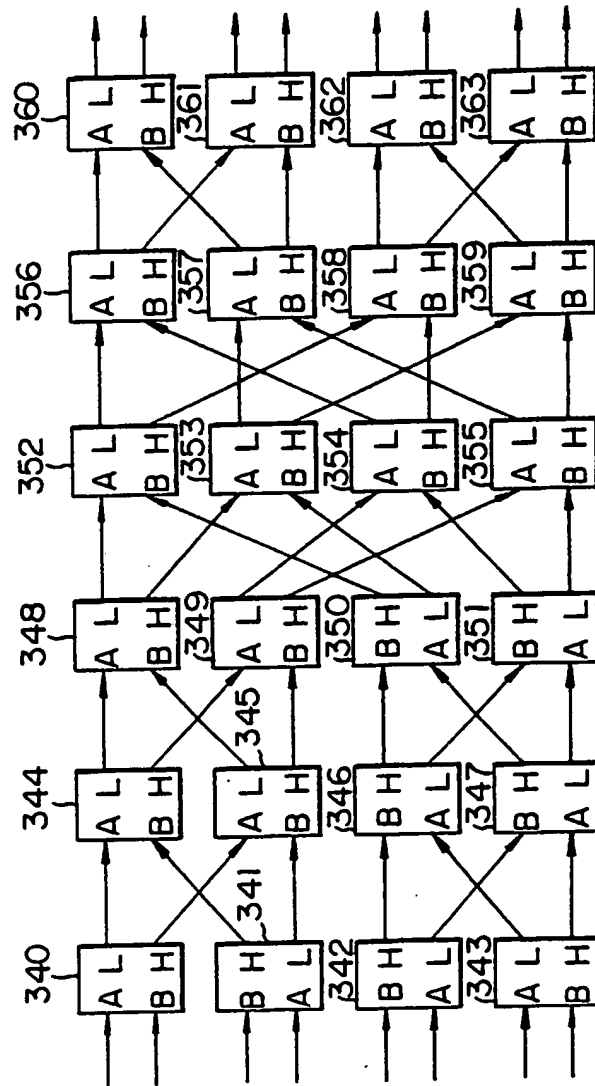 340 344 348 352 356 360
A L A L A L A L A L A L
B H B H B H B H B H B H
341 345 349 353 357 361
B H A L A L A L A L A L
A L B H B H B H B H B H
342 346 350 354 358 362
B H B H B H A L A L A L
A L A L A L B H B H B H
343 347 351 355 359 363
A L B H B H A L A L A L
B H A L A L B H B H B H